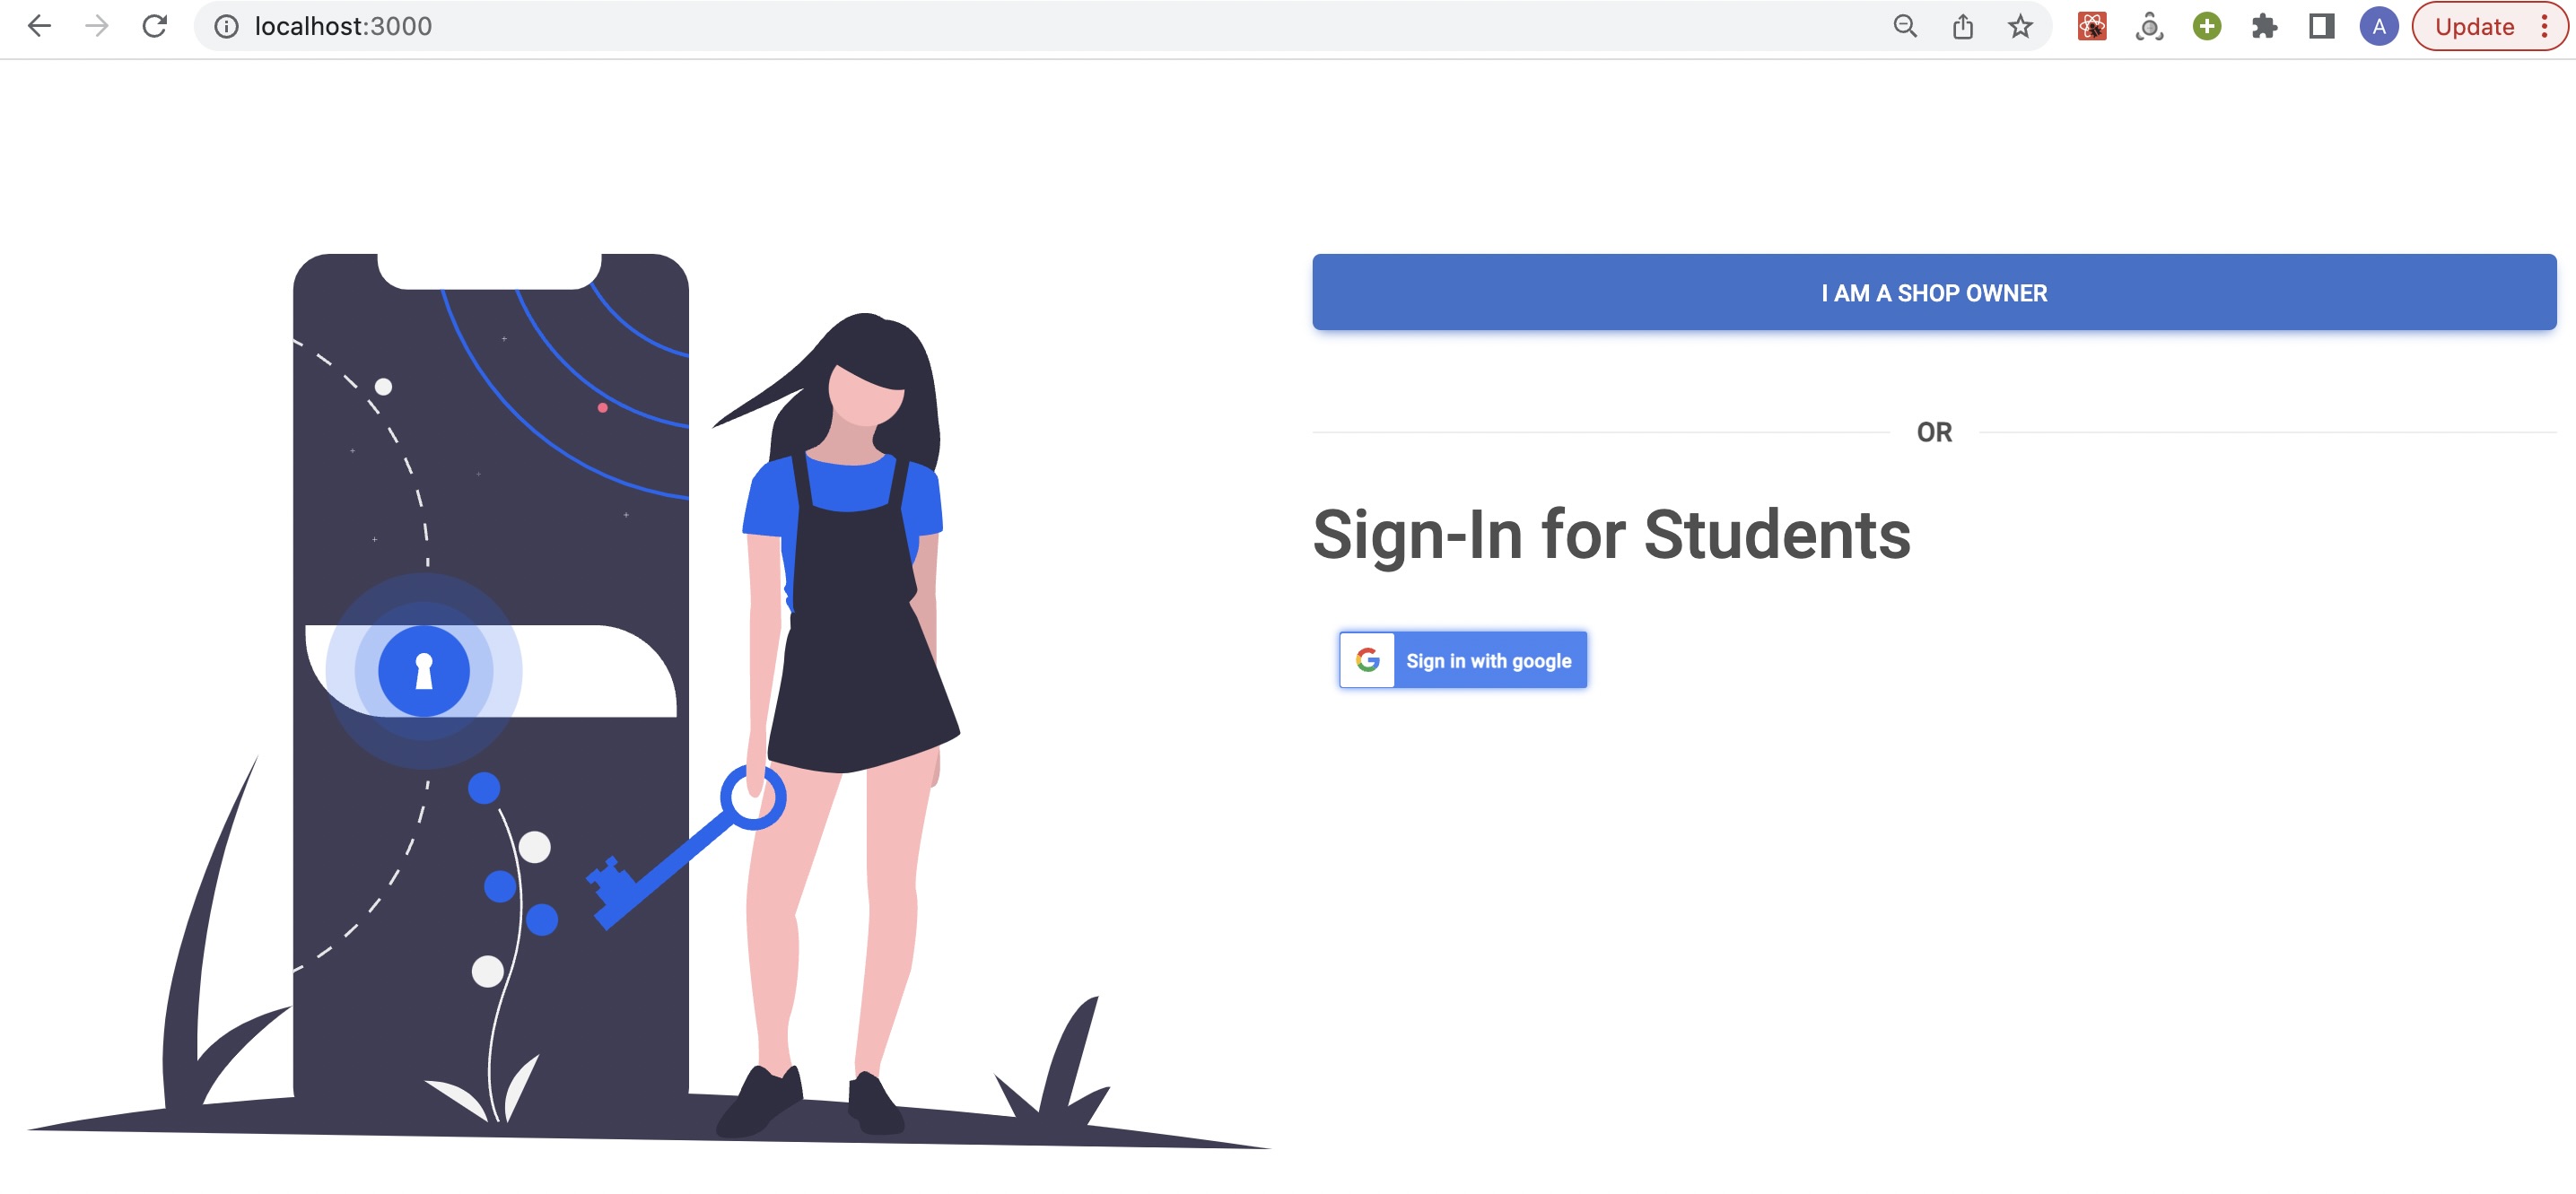 localhost:3000
A
Update
I AM A SHOP OWNER
OR
Sign-In for Students
G Sign in with google